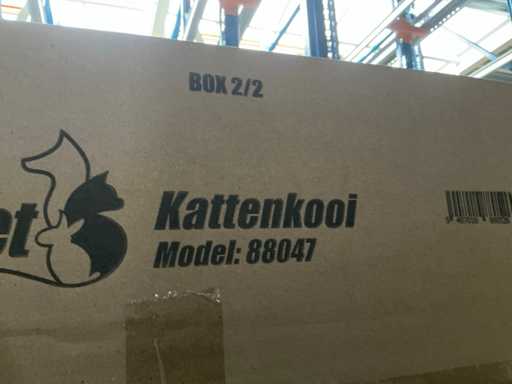 BOX 2/2
et
Kattenkooi
Model: 88047